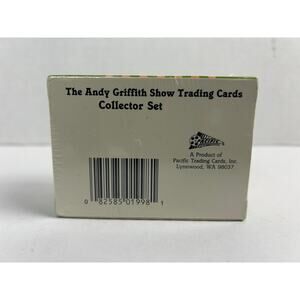 The Andy Griffith Show Trading Cards
Collector Set
PACIFIC
A Product of
Pacific Trading Cards, Inc.
Lynnwood, WA 98037
0 82585 01998 1